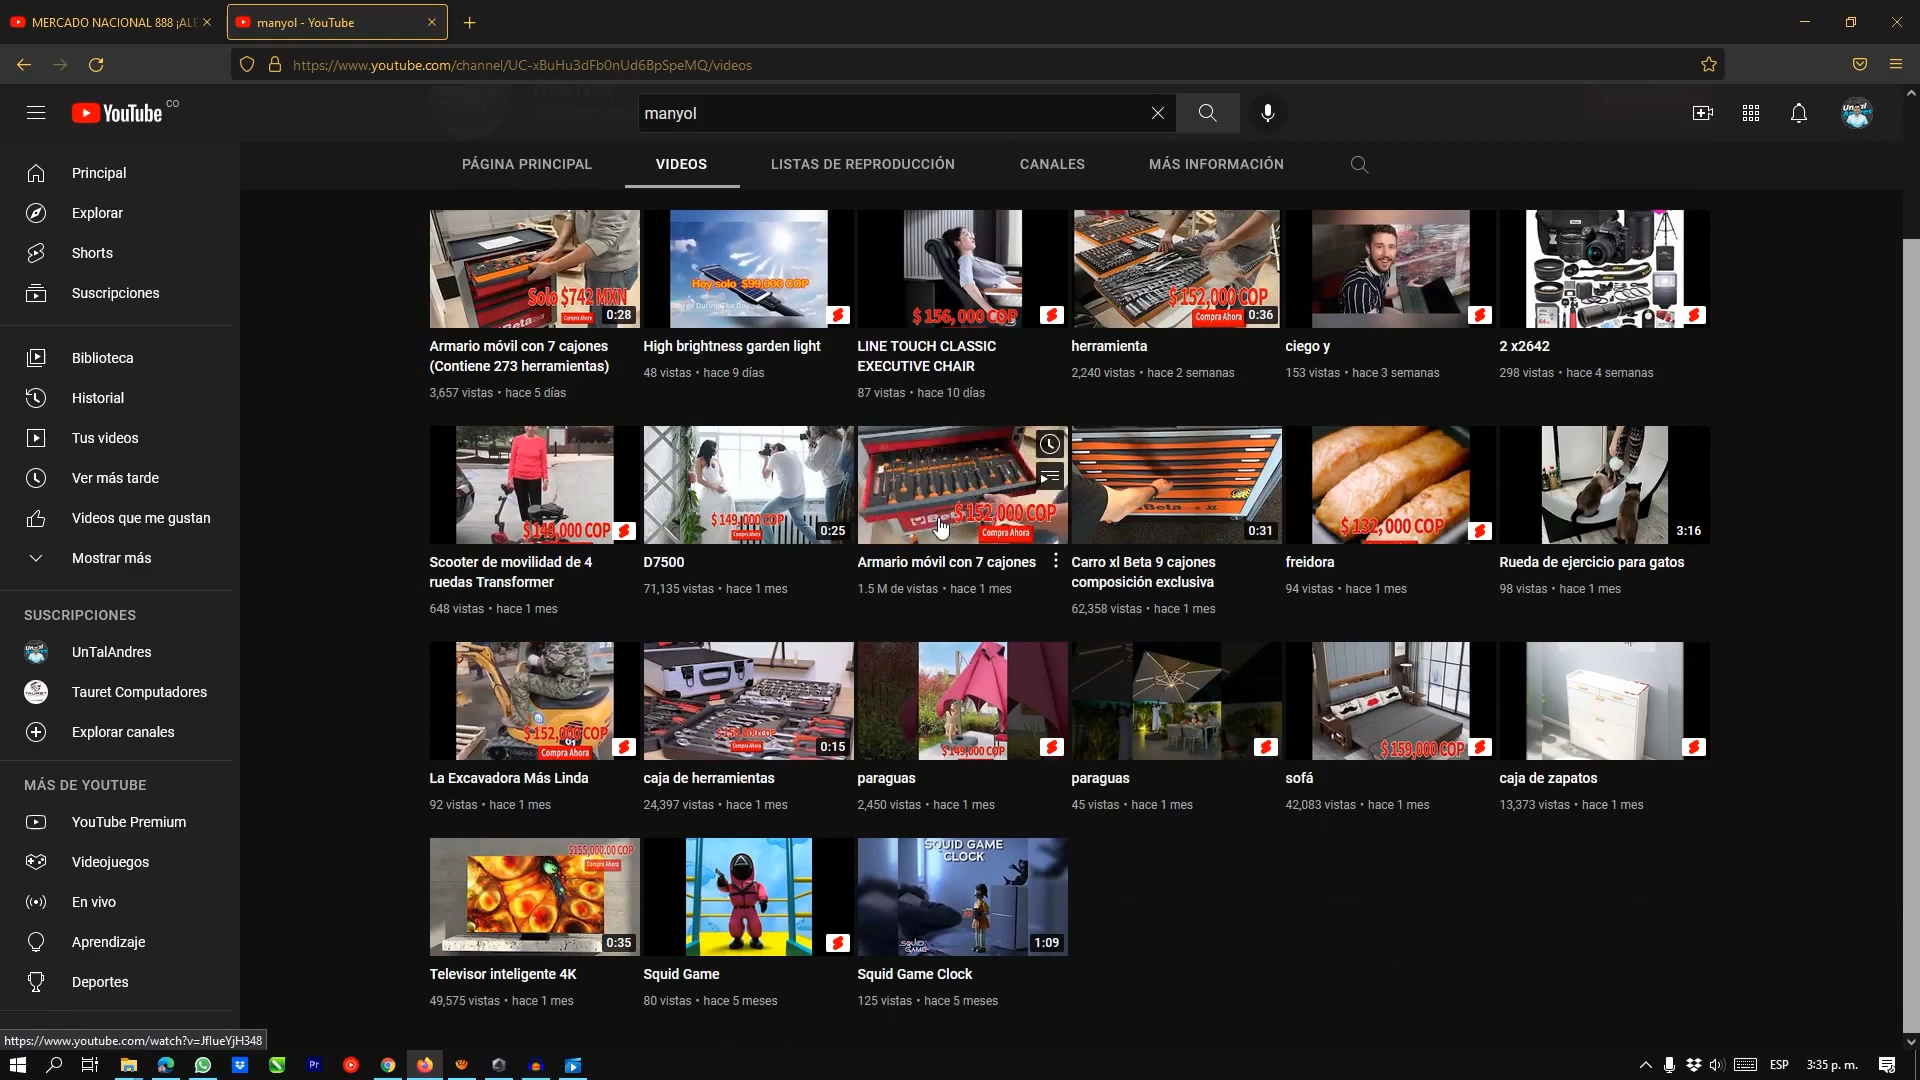 MERCADO NACIONAL 888 ¡ALE
manyol - YouTube
https://www.youtube.com/channel/UC-xBuHu3dFb0nUd6BpSpeMQ/videos
YouTube CO
manyol
PÁGINA PRINCIPAL
VIDEOS
LISTAS DE REPRODUCCIÓN
CANALES
MÁS INFORMACIÓN
Principal
Explorar
Shorts
Suscripciones
Biblioteca
Historial
Tus videos
Ver más tarde
Videos que me gustan
Mostrar más
SUSCRIPCIONES
UnTalAndres
Tauret Computadores
Explorar canales
MÁS DE YOUTUBE
YouTube Premium
Videojuegos
En vivo
Aprendizaje
Deportes
Solo $742 MXN
Compra Ahora
0:28
Armario móvil con 7 cajones
(Contiene 273 herramientas)
3,657 vistas • hace 5 días
Hoy solo $99,000 COP
High brightness garden light
48 vistas • hace 9 días
$ 156,000 COP
LINE TOUCH CLASSIC
EXECUTIVE CHAIR
87 vistas • hace 10 días
$ 152,000 COP
Compra Ahora
0:36
herramienta
2,240 vistas • hace 2 semanas
ciego y
153 vistas • hace 3 semanas
2 x2642
298 vistas • hace 4 semanas
$ 149,000 COP
Scooter de movilidad de 4
ruedas Transformer
648 vistas • hace 1 mes
$ 149,000 COP
0:25
D7500
71,135 vistas • hace 1 mes
$ 152,000 COP
Compra Ahora
Armario móvil con 7 cajones
1.5 M de vistas • hace 1 mes
Beta
0:31
Carro xl Beta 9 cajones
composición exclusiva
62,358 vistas • hace 1 mes
$ 132, 000 COP
freidora
94 vistas • hace 1 mes
3:16
Rueda de ejercicio para gatos
98 vistas • hace 1 mes
$ 152,000 COP
Compra Ahora
La Excavadora Más Linda
92 vistas • hace 1 mes
Compra Ahora
0:15
caja de herramientas
24,397 vistas • hace 1 mes
$ 149,000 COP
paraguas
2,450 vistas • hace 1 mes
paraguas
45 vistas • hace 1 mes
$ 159,000 COP
sofá
42,083 vistas • hace 1 mes
caja de zapatos
13,373 vistas • hace 1 mes
$155,000.00 COP
Compra Ahora
0:35
Televisor inteligente 4K
49,575 vistas • hace 1 mes
Squid Game
80 vistas • hace 5 meses
SQUID GAME
CLOCK
SQUID
GAME
1:09
Squid Game Clock
125 vistas • hace 5 meses
https://www.youtube.com/watch?v=JfIueYjH348
Pr
ESP
3:35 p. m.